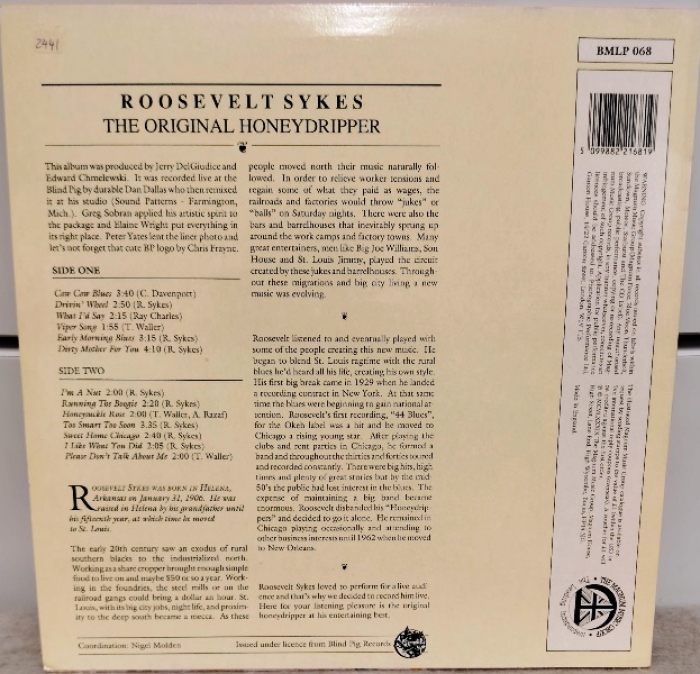 2441
BMLP 068
ROOSEVELT SYKES
THE ORIGINAL HONEYDRIPPER
This album was produced by Jerry DelGiudice and
Edward Chmelewski. It was recorded live at the
Blind Pig by durable Dan Dallas who then remixed
it at his studio (Sound Patterns - Farmington,
Mich.) Greg Sobran applied his artistic spirit to
the package and Elaine Wright put everything in
its right place. Peter Yates lent the liner photo and
let's not forget that cute BP logo by Chris Frayne.
SIDE ONE
Cow Cow Blues 3:40 (C. Davenport)
Drivin' Wheel 2:50 (R. Sykes)
What I'd Say 2:15 (Ray Charles)
Viper Song 1:55 (T. Waller)
Early Morning Blues 3:15 (R. Sykes)
Dirty Mother For You 4:10 (R. Sykes)
SIDE TWO
I'm A Nut 2:00 (R. Sykes)
Running The Boogie 2:20 (R. Sykes)
Honeysuckle Rose 2:00 (T. Waller, A. Razaf)
Too Smart Too Soon 3.35 (R. Sykes)
Sweet Home Chicago 2:40 (R. Sykes)
I Like What You Did 2:05 (R. Sykes)
Please Don't Talk About Me 2:00 (T. Waller)
ROOSEVELT SYKES WAS BORN IN HELENA,
Arkansas on January 31, 1906. He was
raised in Helena by his grandfather until
his fifteenth year, at which time he moved
to St. Louis.
The early 20th century saw an exodus of rural
southern blacks to the industrialized north.
Working as a share cropper brought enough simple
food to live on and maybe $50 or so a year. Work-
ing in the foundries, the steel mills or on the
railroad gangs could bring a dollar an hour. St.
Louis, with its big city jobs, night life, and proxim-
ity to the deep south became a mecca. As these
people moved north their music naturally fol-
lowed. In order to relieve worker tensions and
regain some of what they paid as wages, the
railroads and factories would throw "jukes" or
"balls" on Saturday nights. There were also the
bars and barrelhouses that inevitably sprung up
around the work camps and factory towns. Many
great entertainers, men like Big Joe Williams, Son
House and St. Louis Jimmy, played the circuit
created by these jukes and barrelhouses. Through-
out these migrations and big city living a new
music was evolving.
Roosevelt listened to and eventually played with
some of the people creating this new music. He
began to blend St. Louis ragtime with the rural
blues he'd heard all his life, creating his own style.
His first big break came in 1929 when he landed
a recording contract in New York. At that same
time the blues were beginning to gain national at-
tention. Roosevelt's first recording, "44 Blues",
for the Okeh label was a hit and he moved to
Chicago a rising young star. After playing the
clubs and rent parties in Chicago, he formed a
band and throughout the thirties and forties toured
and recorded constantly. There were big hits, high
times and plenty of great stories but by the mid-
50's the public had lost interest in the blues. The
expense of maintaining a big band became
enormous. Roosevelt disbanded his "Honeydrip-
pers" and decided to go it alone. He remained in
Chicago playing occasionally and attending to
other business interests until 1962 when he moved
to New Orleans.
Roosevelt Sykes loved to perform for a live audi-
ence and that's why we decided to record him live.
Here for your listening pleasure is the original
honeydripper at his entertaining best.
Coordination: Nigel Molden
Issued under licence from Blind Pig Records
5 099882 216819
Made in England
THE MAGNUM MUSIC GROUP